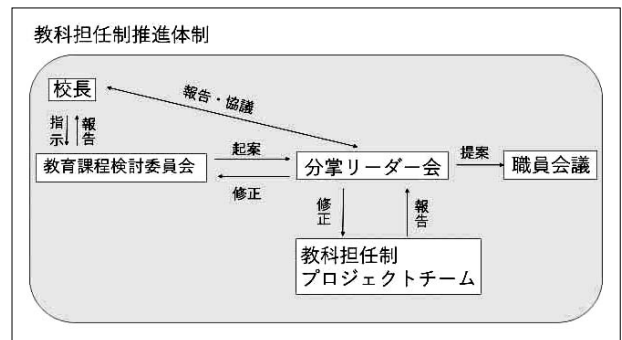 教科担任制推進体制
校長
報告・協議
指示
報告
教育課程検討委員会
起案
修正
分掌リーダー会
提案
職員会議
修正
報告
教科担任制
プロジェクトチーム